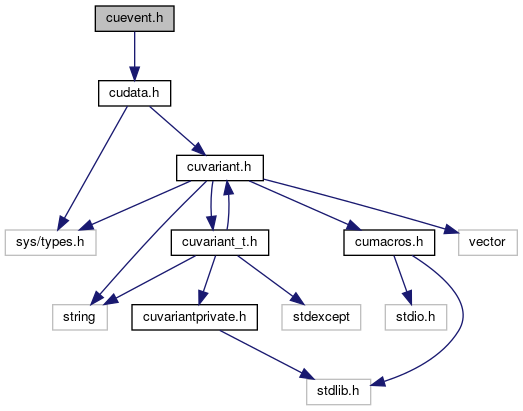 cuevent.h
cudata.h
cuvariant.h
sys/types.h
cuvariant_t.h
cumacros.h
vector
string
cuvariantprivate.h
stdexcept
stdio.h
stdlib.h